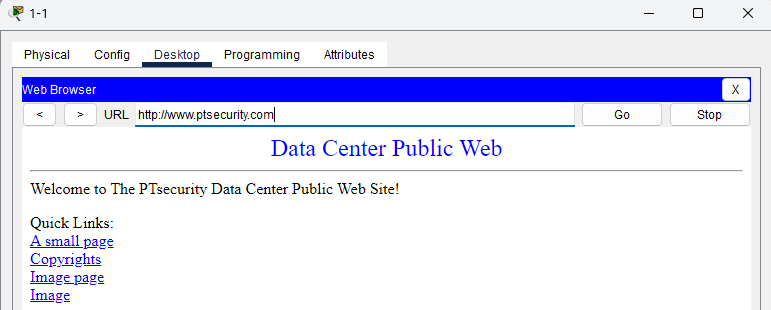 1-1
Physical Config Desktop Programming Attributes
Web Browser X
< > URL http://www.ptsecurity.com Go Stop
Data Center Public Web
Welcome to The PTsecurity Data Center Public Web Site!
Quick Links:
A small page
Copyrights
Image page
Image